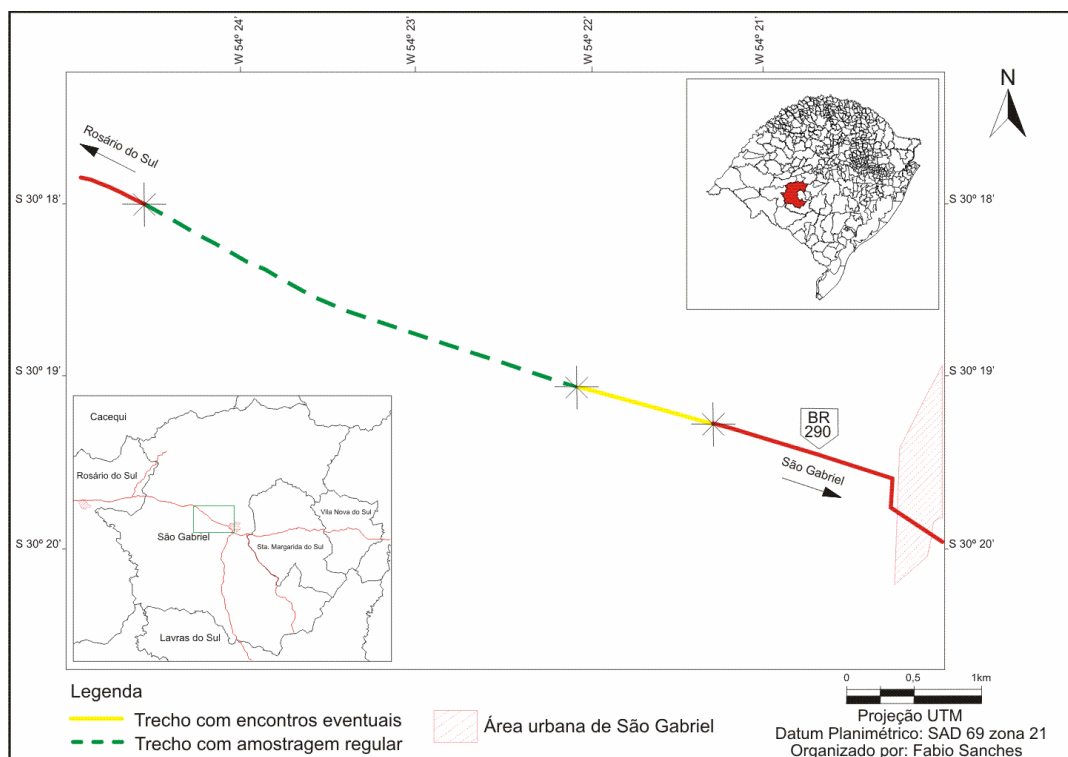 W 54º 24'
W 54º 23'
W 54º 22'
W 54º 21'
N
Rosário do Sul
S 30º 18'
S 30º 18'
S 30º 19'
S 30º 19'
BR
290
São Gabriel
Cacequi
Rosário do Sul
Vila Nova do Sul
São Gabriel
Sta. Margarida do Sul
Lavras do Sul
S 30º 20'
S 30º 20'
Legenda
Trecho com encontros eventuais
Trecho com amostragem regular
Área urbana de São Gabriel
0 0,5 1km
Projeção UTM
Datum Planimétrico: SAD 69 zona 21
Organizado por: Fabio Sanches